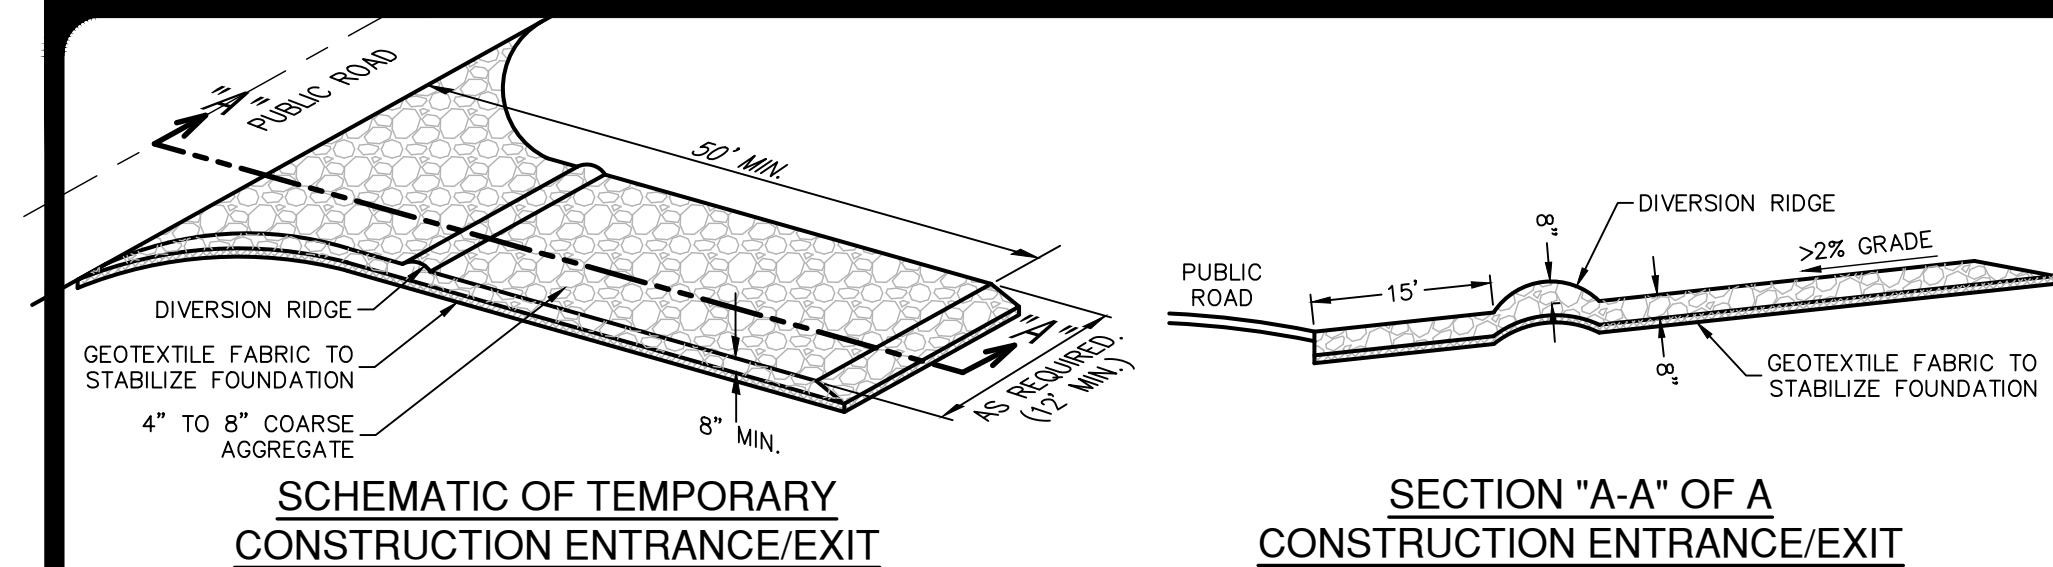 "A"
PUBLIC ROAD
50' MIN.
DIVERSION RIDGE
GEOTEXTILE FABRIC TO
STABILIZE FOUNDATION
4" TO 8" COARSE
AGGREGATE
8" MIN.
"A"
AS REQUIRED.
(12' MIN.)
SCHEMATIC OF TEMPORARY
CONSTRUCTION ENTRANCE/EXIT
PUBLIC
ROAD
15'
8"
DIVERSION RIDGE
>2% GRADE
8"
GEOTEXTILE FABRIC TO
STABILIZE FOUNDATION
SECTION "A-A" OF A
CONSTRUCTION ENTRANCE/EXIT